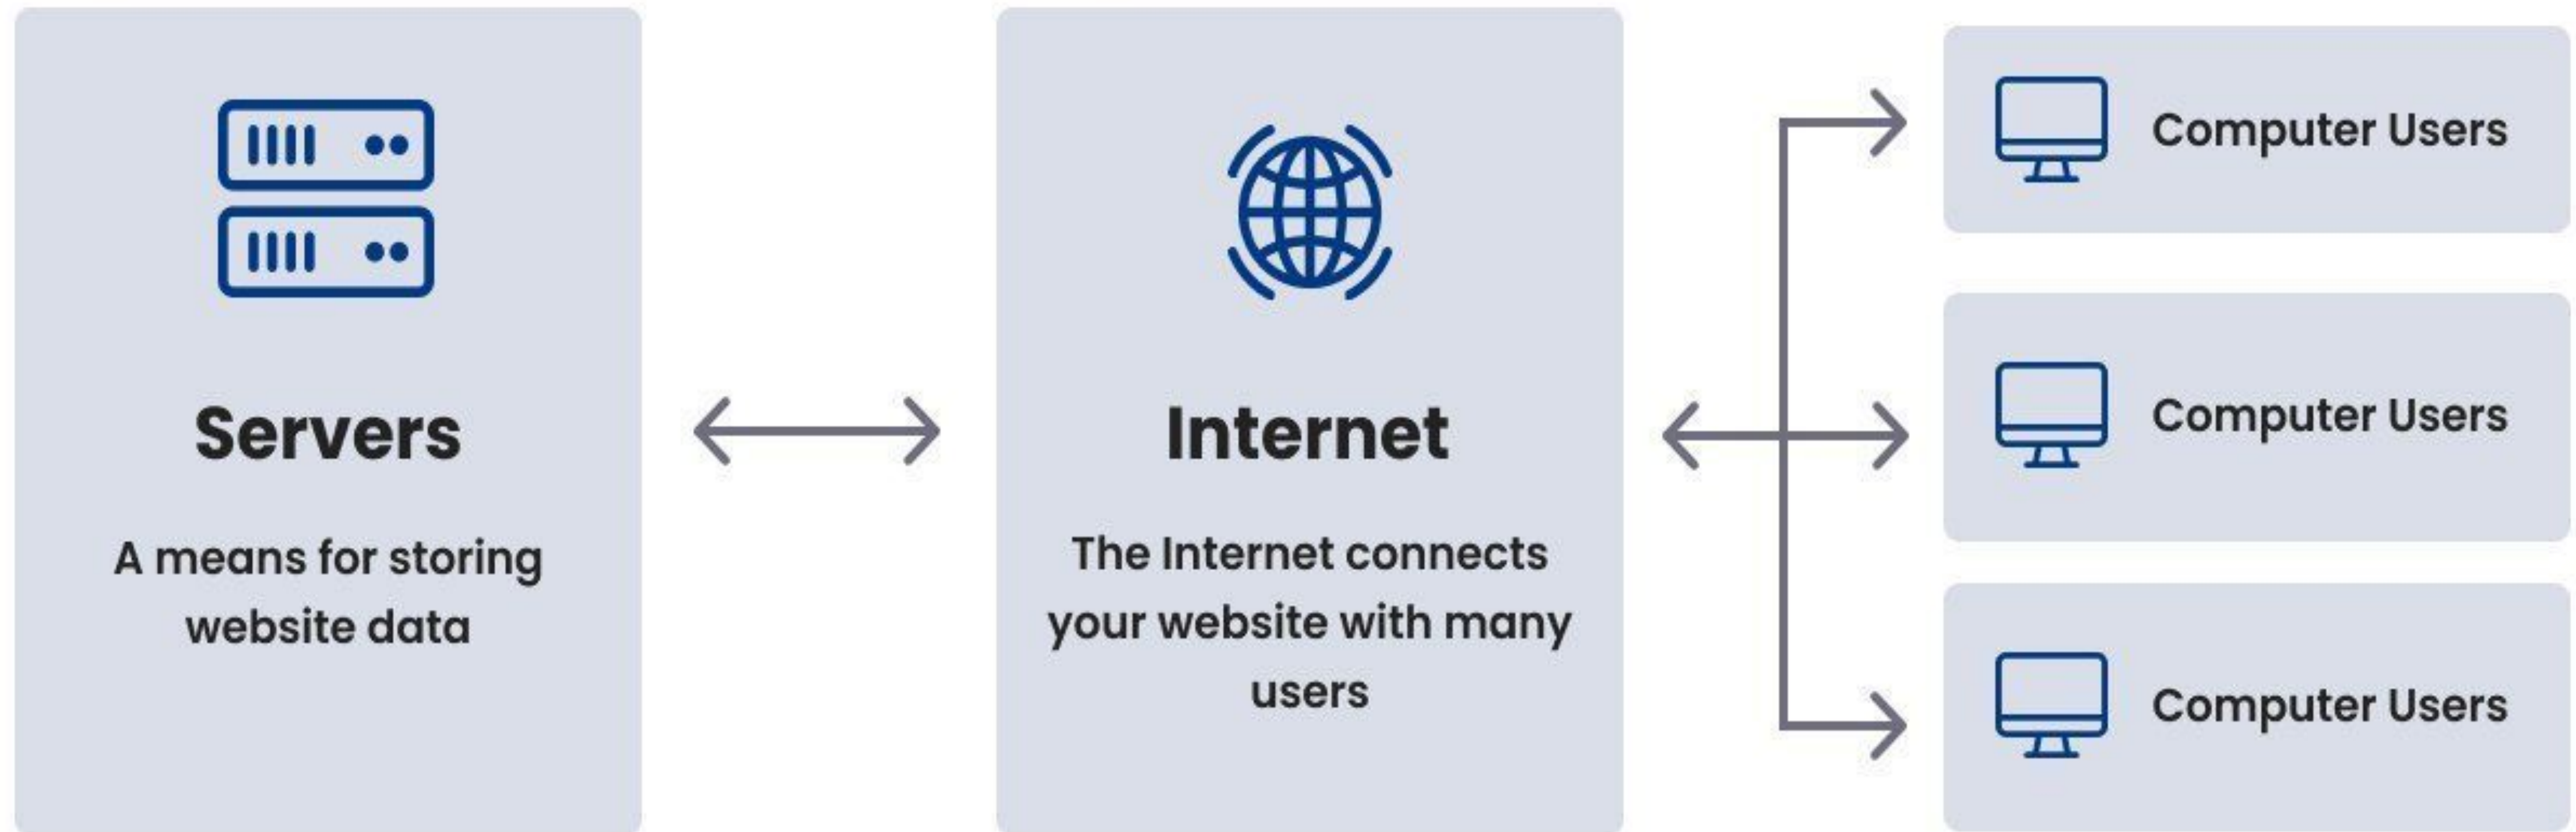 Servers
A means for storing
website data
Internet
The Internet connects
your website with many
users
Computer Users
Computer Users
Computer Users